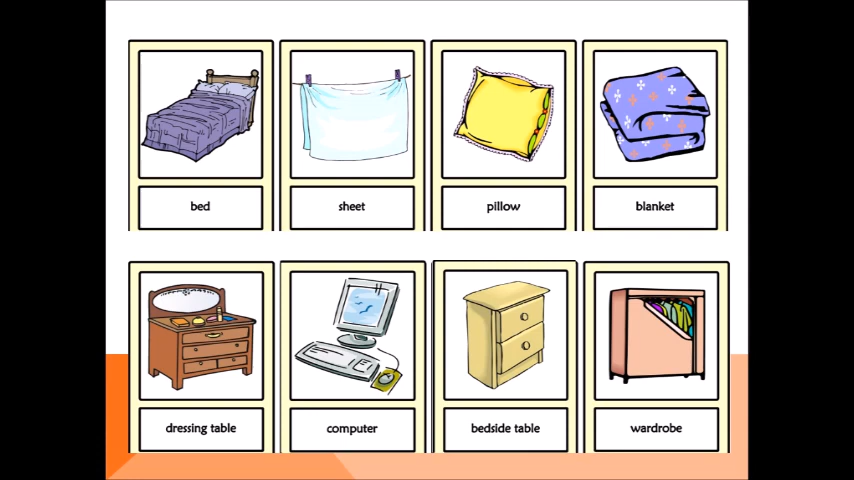 bed
sheet
pillow
blanket
dressing table
computer
bedside table
wardrobe